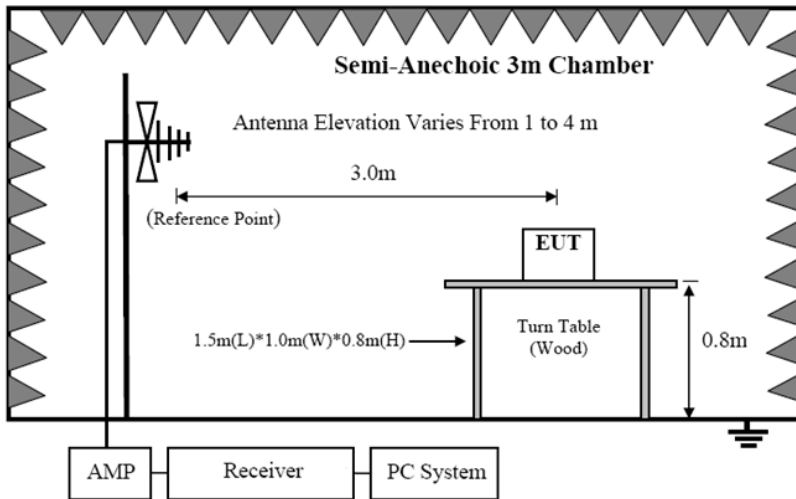 Semi-Anechoic 3m Chamber
Antenna Elevation Varies From 1 to 4 m
3.0m
(Reference Point)
EUT
1.5m(L)*1.0m(W)*0.8m(H)
Turn Table
(Wood)
0.8m
AMP
Receiver
PC System